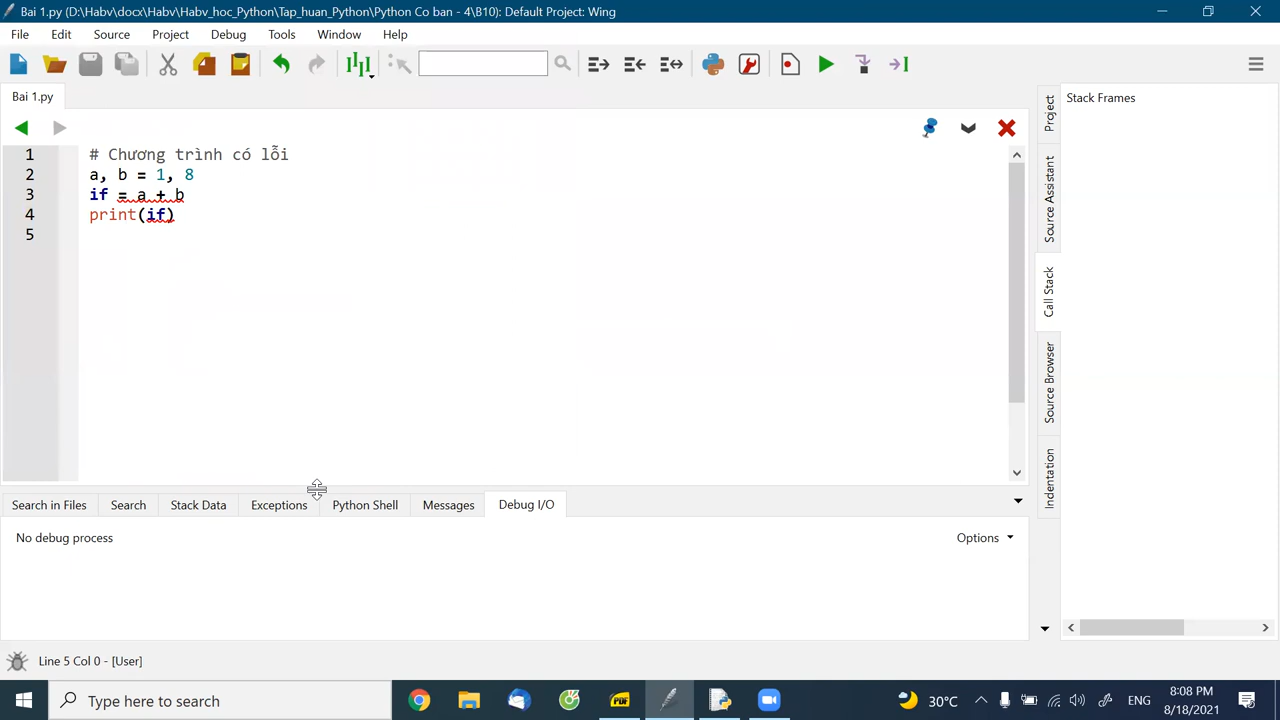 Bai 1.py (D:\Habv\docx\Habv\Habv_hoc_Python\Tap_huan_Python\Python Co ban - 4\B10): Default Project: Wing
File Edit Source Project Debug Tools Window Help
Bai 1.py
Stack Frames
1 # Chương trình có lỗi
2 a, b = 1, 8
3 if = a + b
4 print(if)
5
Project
Source Assistant
Call Stack
Source Browser
Indentation
Search in Files Search Stack Data Exceptions Python Shell Messages Debug I/O
No debug process Options
Line 5 Col 0 - [User]
Type here to search
PDF
30°C ENG
8:08 PM
8/18/2021